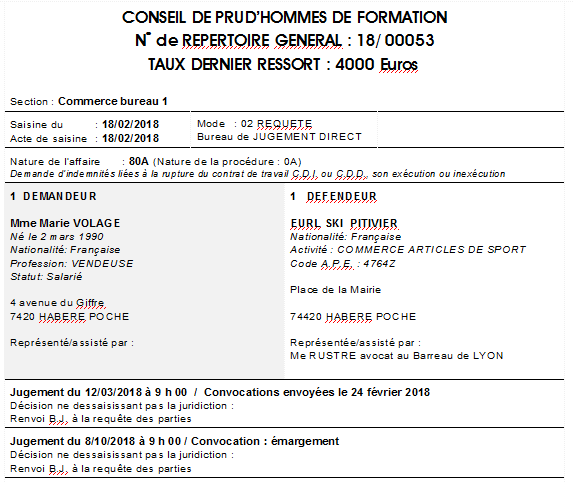 CONSEIL DE PRUD'HOMMES DE FORMATION
N° de REPERTOIRE GENERAL : 18/ 00053
TAUX DERNIER RESSORT : 4000 Euros
Section : Commerce bureau 1
Saisine du : 18/02/2018
Acte de saisine : 18/02/2018
Mode : 02 REQUETE
Bureau de JUGEMENT DIRECT
Nature de l'affaire : 80A (Nature de la procédure : 0A)
Demande d'indemnités liées à la rupture du contrat de travail C.D.I. ou C.D.D., son exécution ou inexécution
1 DEMANDEUR
Mme Marie VOLAGE
Né le 2 mars 1990
Nationalité: Française
Profession: VENDEUSE
Statut: Salarié
4 avenue du Giffre
7420 HABERE POCHE
Représenté/assisté par :
1 DEFENDEUR
EURL SKI PITIVIER
Nationalité: Française
Activité : COMMERCE ARTICLES DE SPORT
Code A.P.E. : 4764Z
Place de la Mairie
74420 HABERE POCHE
Représentée/assistée par :
Me RUSTRE avocat au Barreau de LYON
Jugement du 12/03/2018 à 9 h 00 / Convocations envoyées le 24 février 2018
Décision ne dessaisissant pas la juridiction :
Renvoi B.J. à la requête des parties
Jugement du 8/10/2018 à 9 h 00 / Convocation : émargement
Décision ne dessaisissant pas la juridiction :
Renvoi B.J. à la requête des parties